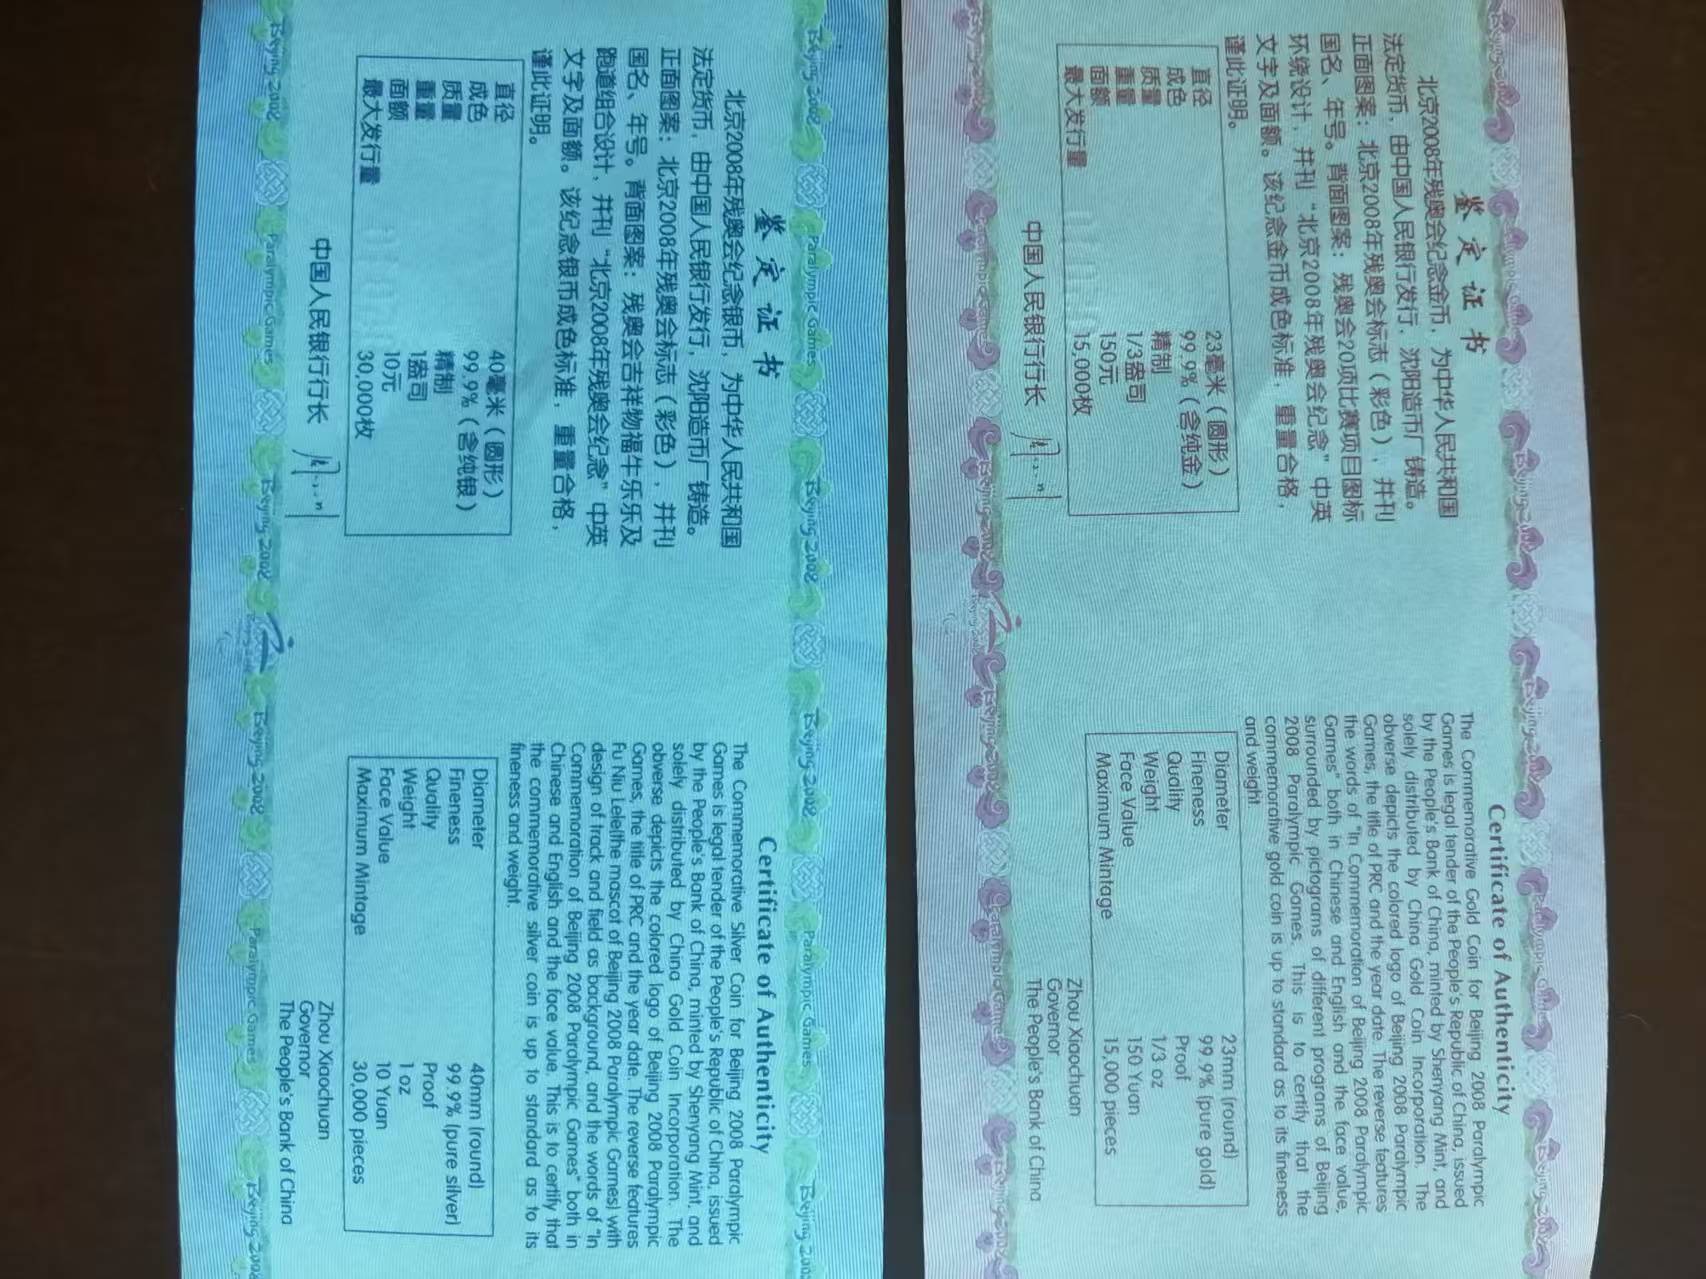 鉴定证书
北京2008年残奥会纪念金币，为中华人民共和国
法定货币，由中国人民银行发行，沈阳造币厂铸造。
正面图案：北京2008年残奥会标志（彩色），并刊
国名、年号。背面图案：残奥会20项比赛项目图标
环绕设计，并刊“北京2008年残奥会纪念”中英
文字及面额。该纪念金币成色标准，重量合格，
谨此证明。
直径 23毫米（圆形）
成色 99.9%（含纯金）
质量 精制
重量 1/3盎司
面额 150元
最大发行量 15,000枚
中国人民银行行长
Certificate of Authenticity
The Commemorative Gold Coin for Beijing 2008 Paralympic
Games is legal tender of the People's Republic of China, issued
by the People's Bank of China, minted by Shenyang Mint, and
solely distributed by China Gold Coin Incorporation. The
obverse depicts the colored logo of Beijing 2008 Paralympic
Games, the title of PRC and the year date. The reverse features
the words of "In Commemoration of Beijing 2008 Paralympic
Games" both in Chinese and English and the face value,
surrounded by pictograms of different programs of Beijing
2008 Paralympic Games. This is to certify that the
commemorative gold coin is up to standard as to its fineness
and weight
Diameter 23mm (round)
Fineness 99.9% (pure gold)
Quality Proof
Weight 1/3 oz
Face Value 150 Yuan
Maximum Mintage 15,000 pieces
Zhou Xiaochuan
Governor
The People's Bank of China
Beijing 2008 Paralympic Games Beijing 2008 Beijing 2008 Paralympic Games Beijing 2008
鉴定证书
北京2008年残奥会纪念银币，为中华人民共和国
法定货币，由中国人民银行发行，沈阳造币厂铸造。
正面图案：北京2008年残奥会标志（彩色），并刊
国名、年号。背面图案：残奥会吉祥物福牛乐乐及
跑道组合设计，并刊“北京2008年残奥会纪念”中英
文字及面额。该纪念银币成色标准，重量合格，
谨此证明。
直径 40毫米（圆形）
成色 99.9%（含纯银）
质量 精制
重量 1盎司
面额 10元
最大发行量 30,000枚
中国人民银行行长
Certificate of Authenticity
The Commemorative Silver Coin for Beijing 2008 Paralympic
Games is legal tender of the People's Republic of China, issued
by the People's Bank of China, minted by Shenyang Mint, and
solely distributed by China Gold Coin Incorporation. The
obverse depicts the colored logo of Beijing 2008 Paralympic
Games, the title of PRC and the year date. The reverse features
Fu Niu Lele(the mascot of Beijing 2008 Paralympic Games) with
design of track and field as background, and the words of "In
Commemoration of Beijing 2008 Paralympic Games" both in
Chinese and English and the face value. This is to certify that
the commemorative silver coin is up to standard as to its
fineness and weight.
Diameter 40mm (round)
Fineness 99.9% (pure silver)
Quality Proof
Weight 1 oz
Face Value 10 Yuan
Maximum Mintage 30,000 pieces
Zhou Xiaochuan
Governor
The People's Bank of China
Beijing 2008 Paralympic Games Beijing 2008 Beijing 2008 Paralympic Games Beijing 2008